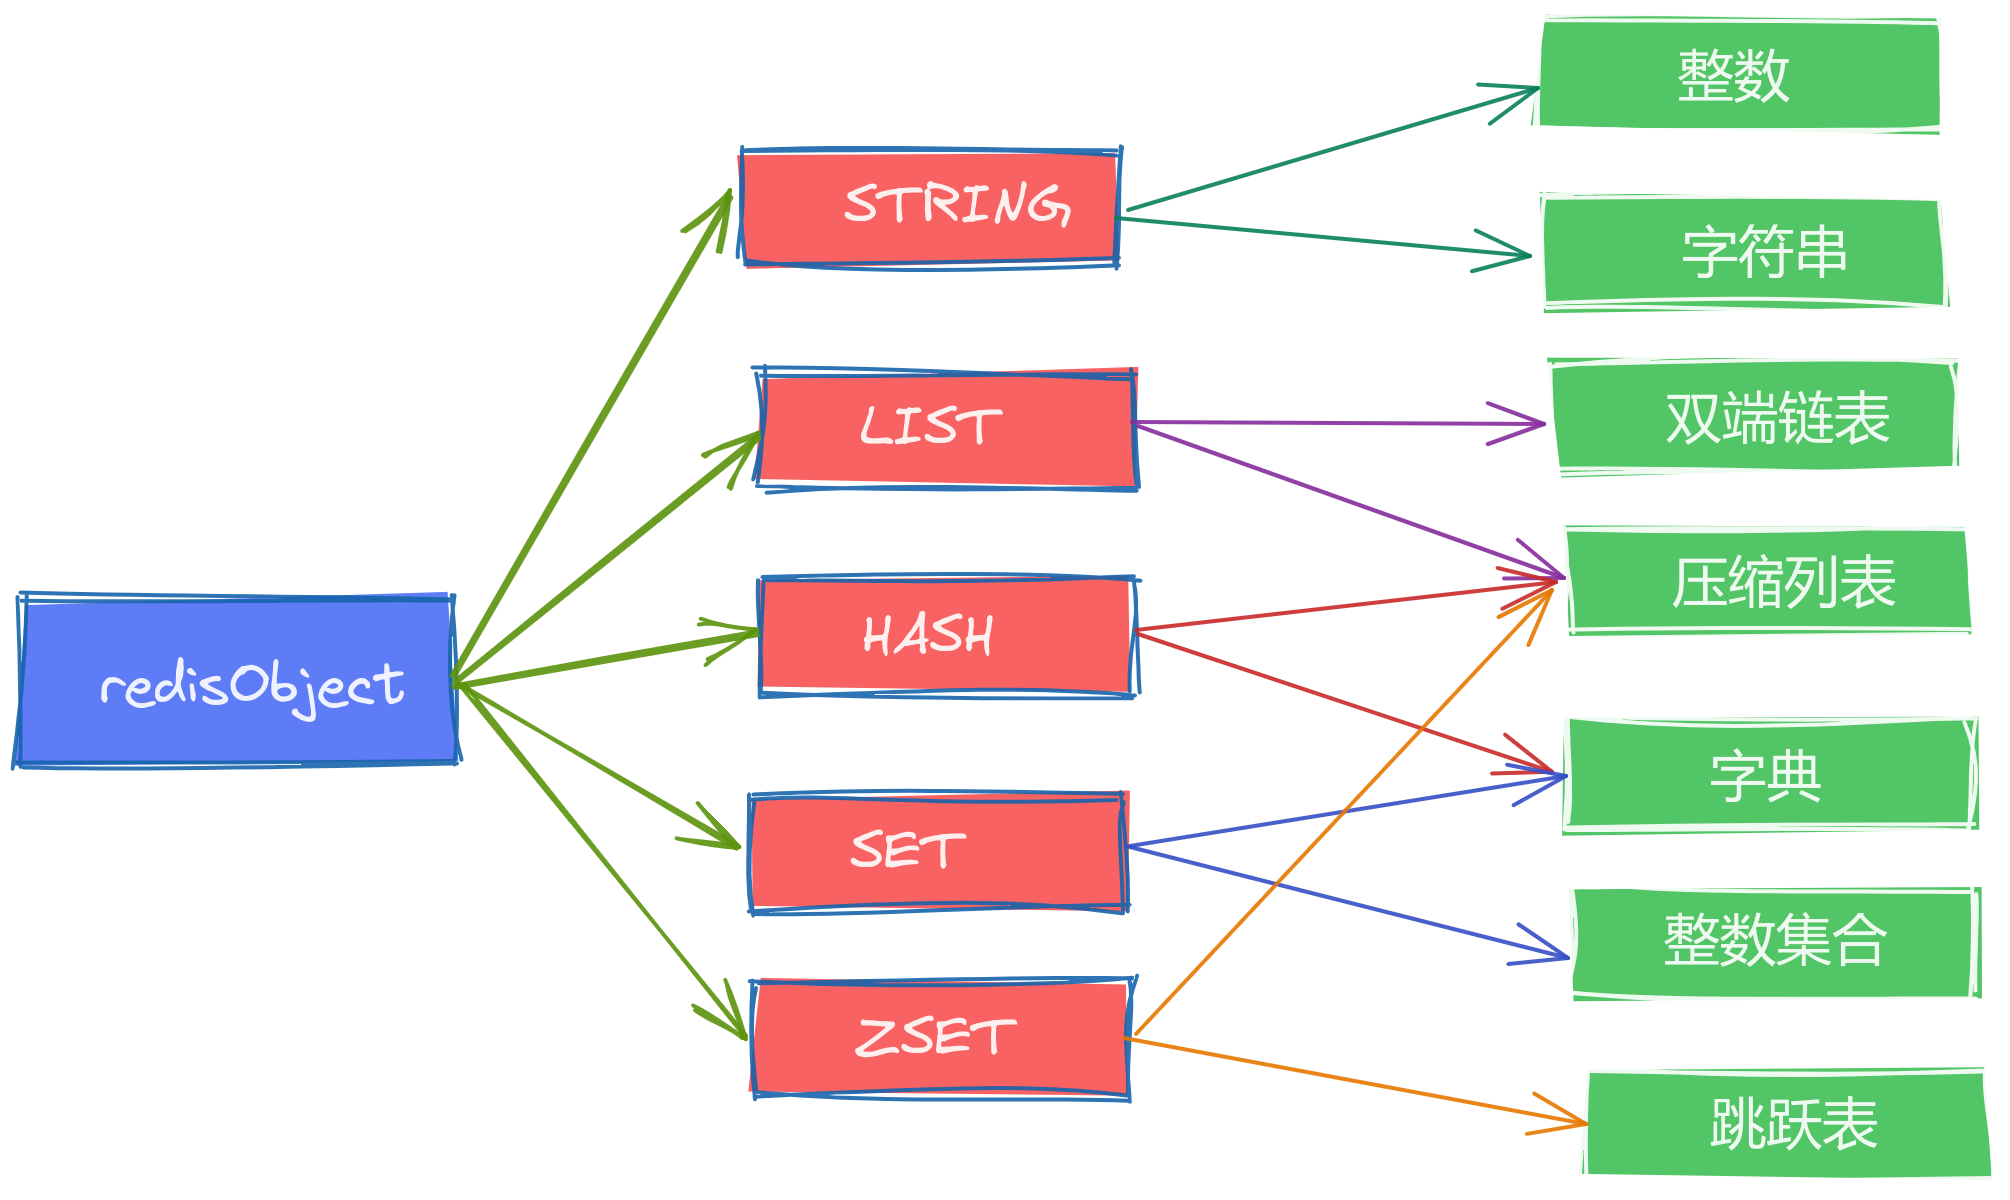 redisObject
STRING
LIST
HASH
SET
ZSET
整数
字符串
双端链表
压缩列表
字典
整数集合
跳跃表